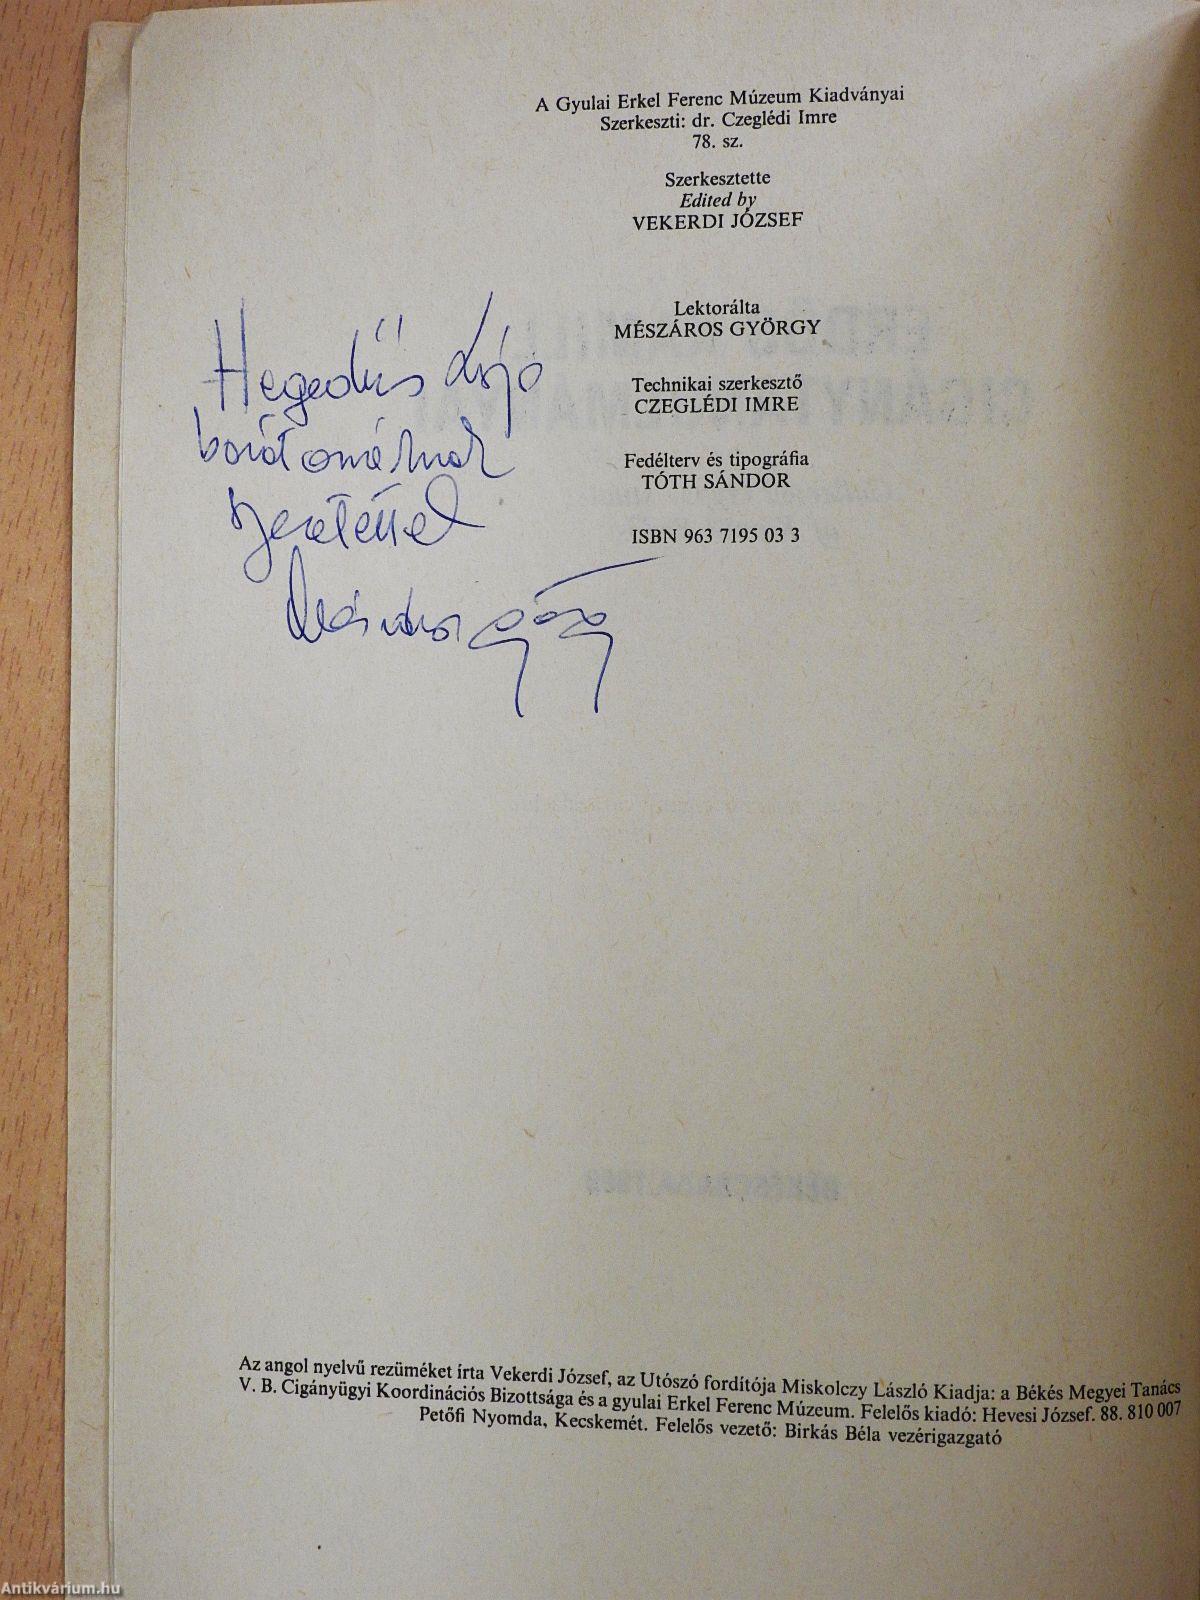 A Gyulai Erkel Ferenc Múzeum Kiadványai
Szerkeszti: dr. Czeglédi Imre
78. sz.
Szerkesztette
Edited by
VEKERDI JÓZSEF
Lektorálta
MÉSZÁROS GYÖRGY
Technikai szerkesztő
CZEGLÉDI IMRE
Fedélterv és tipográfia
TÓTH SÁNDOR
ISBN 963 7195 03 3
Hegedűs
barátomnak
szeretettel
Az angol nyelvű rezüméket írta Vekerdi József, az Utószó fordítója Miskolczy László Kiadja: a Békés Megyei Tanács
V. B. Cigányügyi Koordinációs Bizottsága és a gyulai Erkel Ferenc Múzeum. Felelős kiadó: Hevesi József. 88. 810 007
Petőfi Nyomda, Kecskemét. Felelős vezető: Birkás Béla vezérigazgató
Antikvárium.hu